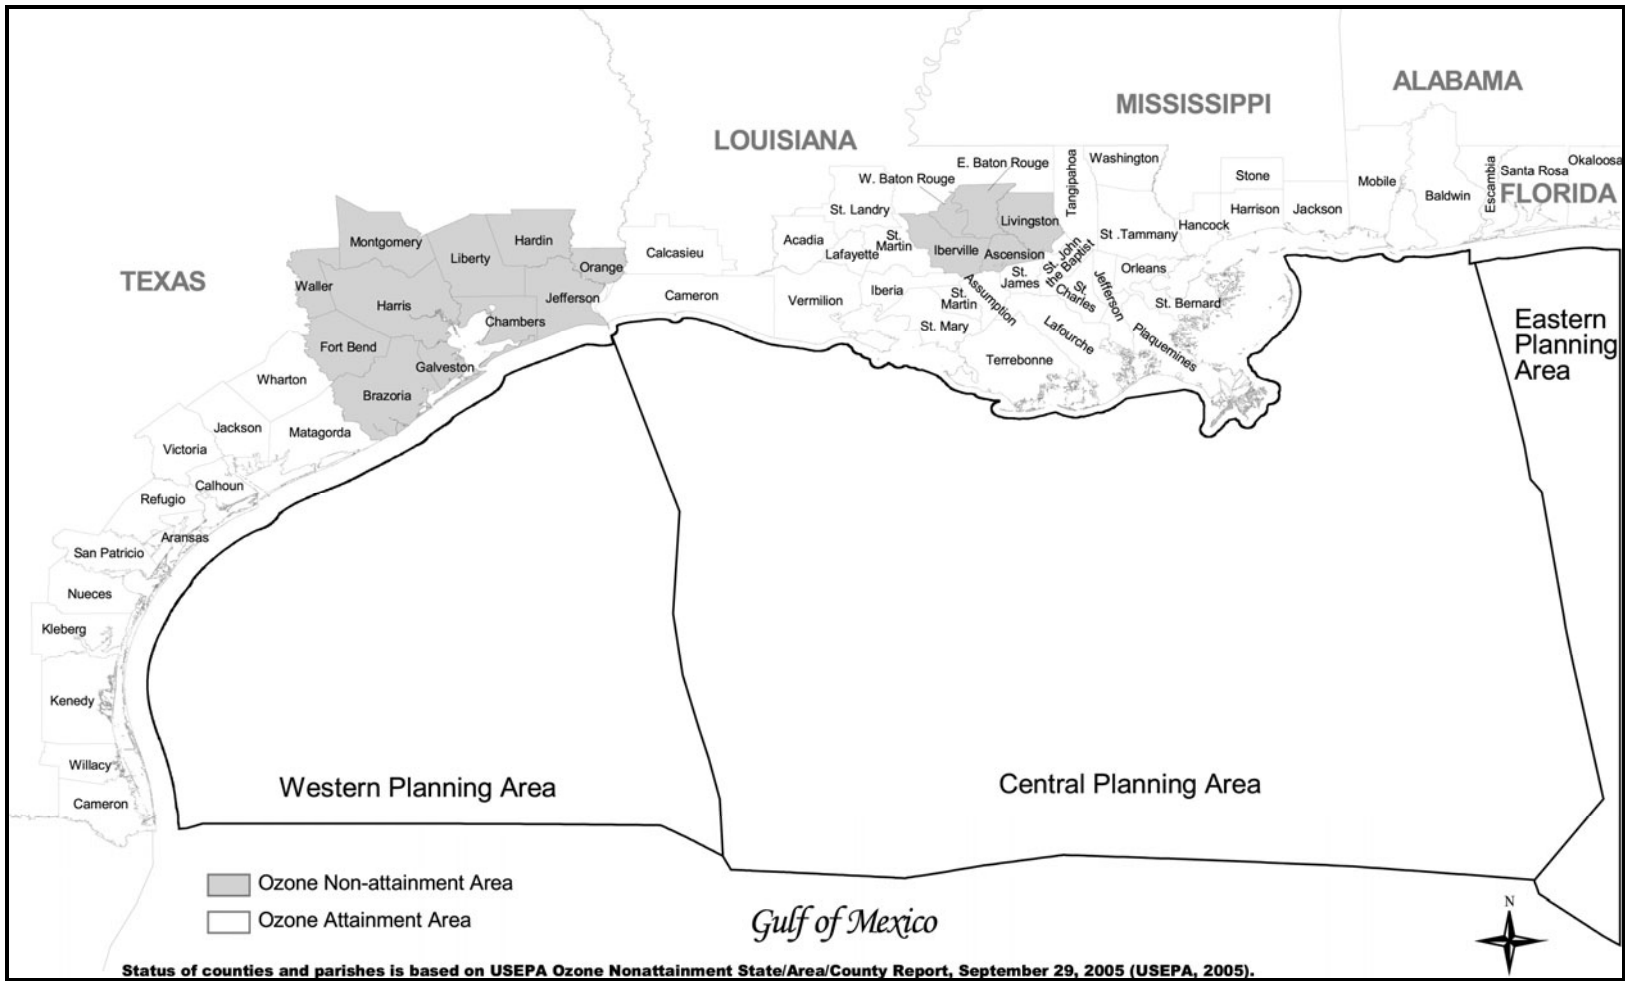 ALABAMA
MISSISSIPPI
LOUISIANA
TEXAS
FLORIDA
E. Baton Rouge
W. Baton Rouge
Tangipahoa
Washington
Stone
Mobile
Baldwin
Escambia
Santa Rosa
Okaloosa
St. Landry
Livingston
Harrison
Jackson
Hancock
Montgomery
Hardin
Liberty
Orange
Calcasieu
Acadia
Lafayette
St.
Martin
Iberville
Ascension
St. John
the Baptist
St .Tammany
Waller
Harris
Jefferson
Chambers
Cameron
Vermilion
Iberia
St.
Martin
St.
James
Assumption
St.
Charles
Jefferson
Orleans
St. Bernard
St. Mary
Lafourche
Plaquemines
Terrebonne
Fort Bend
Galveston
Brazoria
Wharton
Jackson
Matagorda
Victoria
Calhoun
Refugio
Aransas
San Patricio
Nueces
Kleberg
Kenedy
Willacy
Cameron
Eastern
Planning
Area
Western Planning Area
Central Planning Area
Ozone Non-attainment Area
Ozone Attainment Area
Gulf of Mexico
N
Status of counties and parishes is based on USEPA Ozone Nonattainment State/Area/County Report, September 29, 2005 (USEPA, 2005).